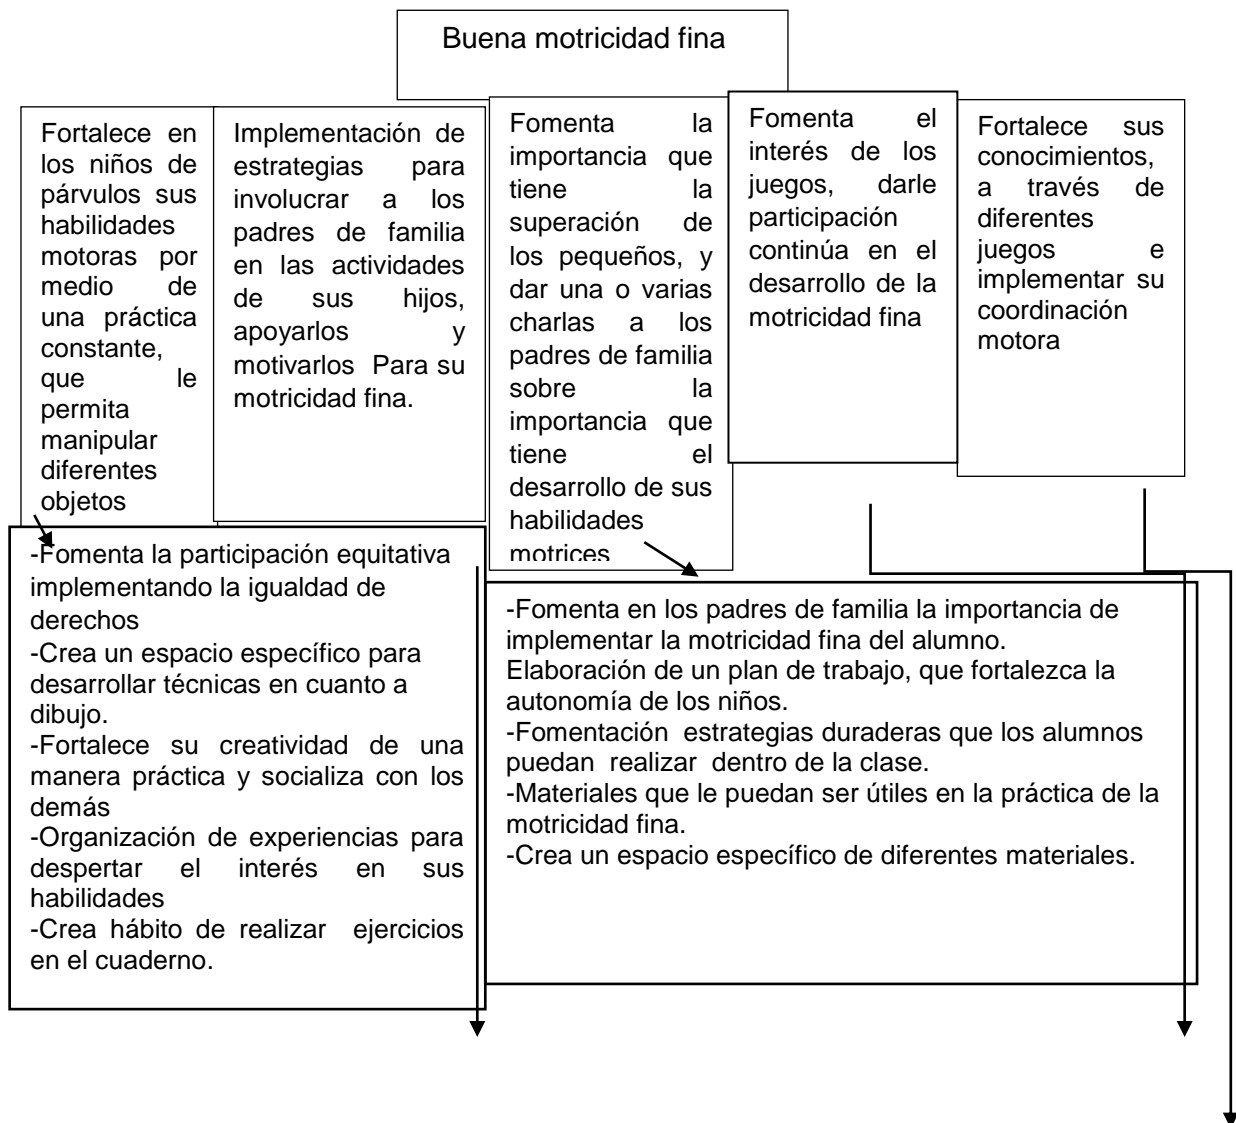 Buena motricidad fina
Fortalece en
los niños de
párvulos sus
habilidades
motoras por
medio de
una práctica
constante,
que le
permita
manipular
diferentes
objetos
Implementación de
estrategias para
involucrar a los
padres de familia
en las actividades
de sus hijos,
apoyarlos y
motivarlos Para su
motricidad fina.
Fomenta la
importancia que
tiene la
superación de
los pequeños, y
dar una o varias
charlas a los
padres de familia
sobre la
importancia que
tiene el
desarrollo de sus
habilidades
motrices
Fomenta el
interés de los
juegos, darle
participación
continúa en el
desarrollo de la
motricidad fina
Fortalece sus
conocimientos,
a través de
diferentes
juegos e
implementar su
coordinación
motora
-Fomenta la participación equitativa
implementando la igualdad de
derechos
-Crea un espacio específico para
desarrollar técnicas en cuanto a
dibujo.
-Fortalece su creatividad de una
manera práctica y socializa con los
demás
-Organización de experiencias para
despertar el interés en sus
habilidades
-Crea hábito de realizar ejercicios
en el cuaderno.
-Fomenta en los padres de familia la importancia de
implementar la motricidad fina del alumno.
Elaboración de un plan de trabajo, que fortalezca la
autonomía de los niños.
-Fomentación estrategias duraderas que los alumnos
puedan realizar dentro de la clase.
-Materiales que le puedan ser útiles en la práctica de la
motricidad fina.
-Crea un espacio específico de diferentes materiales.